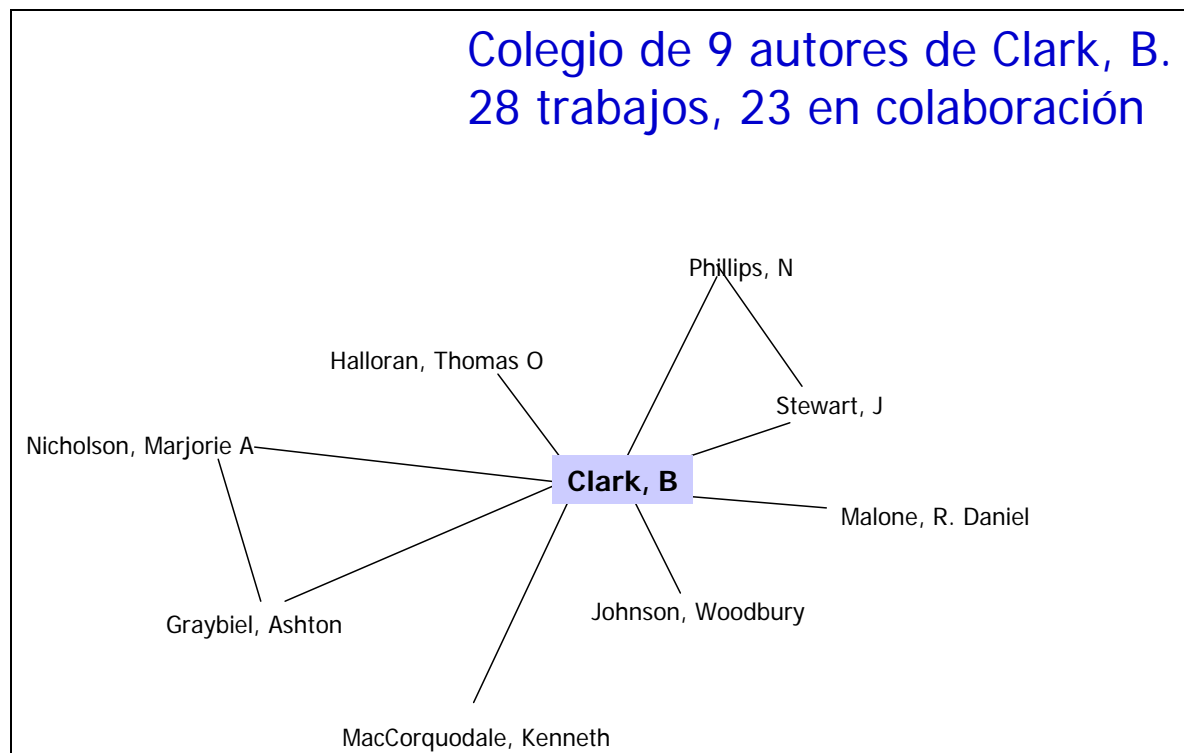 Colegio de 9 autores de Clark, B.
28 trabajos, 23 en colaboración
Phillips, N
Halloran, Thomas O
Stewart, J
Nicholson, Marjorie A
Clark, B
Malone, R. Daniel
Johnson, Woodbury
Graybiel, Ashton
MacCorquodale, Kenneth